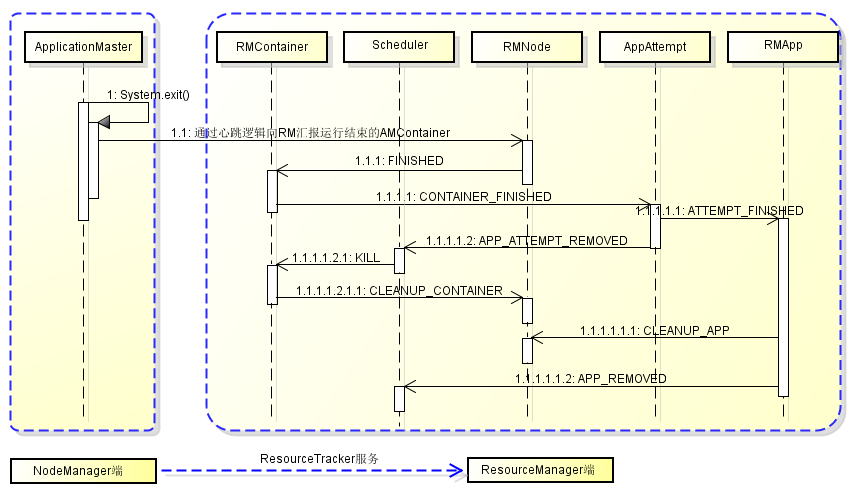 ApplicationMaster
RMContainer
Scheduler
RMNode
AppAttempt
RMApp
1: System.exit()
1.1: 通过心跳逻辑向RM汇报运行结束的AMContainer
1.1.1: FINISHED
1.1.1.1: CONTAINER_FINISHED
1.1.1.1.1: ATTEMPT_FINISHED
1.1.1.1.2: APP_ATTEMPT_REMOVED
1.1.1.1.2.1: KILL
1.1.1.1.2.1.1: CLEANUP_CONTAINER
1.1.1.1.1.1: CLEANUP_APP
1.1.1.1.1.2: APP_REMOVED
NodeManager端
ResourceTracker服务
ResourceManager端